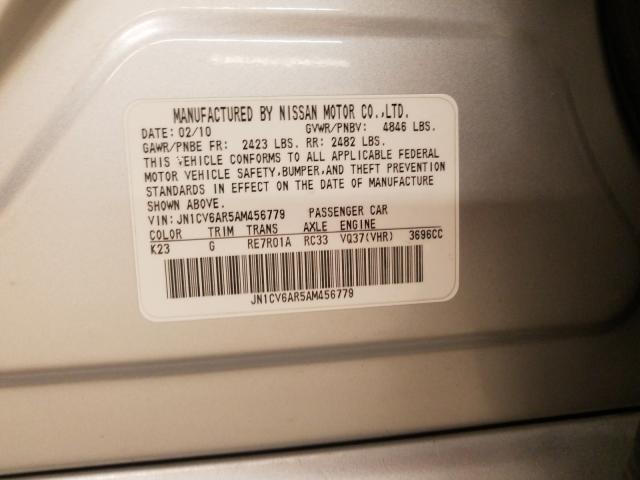 MANUFACTURED BY NISSAN MOTOR CO.,LTD.
DATE: 02/10 GVWR/PNBV: 4846 LBS.
GAWR/PNBE FR: 2423 LBS. RR: 2482 LBS.
THIS VEHICLE CONFORMS TO ALL APPLICABLE FEDERAL
MOTOR VEHICLE SAFETY,BUMPER,AND THEFT PREVENTION
STANDARDS IN EFFECT ON THE DATE OF MANUFACTURE
SHOWN ABOVE.
VIN: JN1CV6AR5AM456779 PASSENGER CAR
COLOR TRIM TRANS AXLE ENGINE
K23 G RE7R01A RC33 VQ37(VHR) 3696CC
JN1CV6AR5AM456779